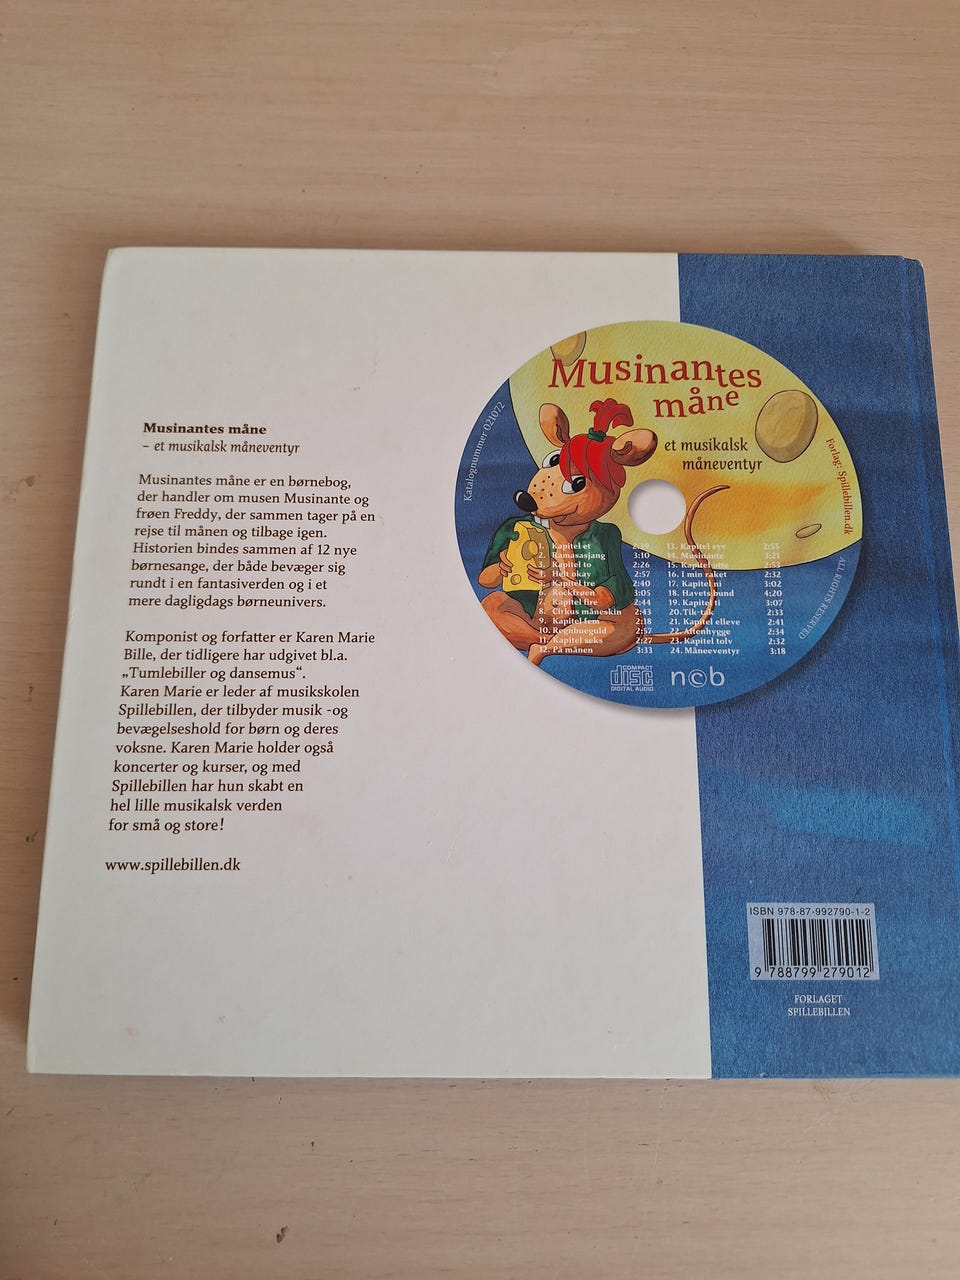 Musinantes måne
– et musikalsk måneventyr
Musinantes måne er en børnebog,
der handler om musen Musinante og
frøen Freddy, der sammen tager på en
rejse til månen og tilbage igen.
Historien bindes sammen af 12 nye
børnesange, der både bevæger sig
rundt i en fantasiverden og i et
mere dagligdags børneunivers.
Komponist og forfatter er Karen Marie
Bille, der tidligere har udgivet bl.a.
„Tumlebiller og dansemus“.
Karen Marie er leder af musikskolen
Spillebillen, der tilbyder musik -og
bevægelseshold for børn og deres
voksne. Karen Marie holder også
koncerter og kurser, og med
Spillebillen har hun skabt en
hel lille musikalsk verden
for små og store!
www.spillebillen.dk
Musinantes
måne
et musikalsk
måneventyr
Katalognummer 021072
Forlag: Spillebillen.dk
ALL RIGHTS RESERVED
1. Kapitel et 2:39
2. Ramasasjang 3:10
3. Kapitel to 2:26
4. Helt okay 2:57
5. Kapitel tre 2:40
6. Rockfrøen 3:05
7. Kapitel fire 2:44
8. Cirkus måneskin 2:43
9. Kapitel fem 2:18
10. Regnbueguld 2:57
11. Kapitel seks 2:27
12. På månen 3:33
13. Kapitel syv 2:55
14. Musinante 3:21
15. Kapitel otte 2:53
16. I min raket 2:32
17. Kapitel ni 3:02
18. Havets bund 4:20
19. Kapitel ti 3:07
20. Tik-tak 2:33
21. Kapitel elleve 2:41
22. Aftenhygge 2:34
23. Kapitel tolv 2:32
24. Måneeventyr 3:18
COMPACT
disc
DIGITAL AUDIO
n©b
ISBN 978-87-992790-1-2
9 788799 279012
FORLAGET
SPILLEBILLEN